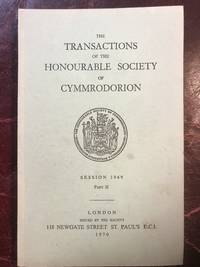 THE
TRANSACTIONS
OF THE
HONOURABLE SOCIETY
OF
CYMMRODORION
SESSION 1969
Part II
LONDON
ISSUED BY THE SOCIETY
118 NEWGATE STREET ST. PAUL'S E.C.1.
1970